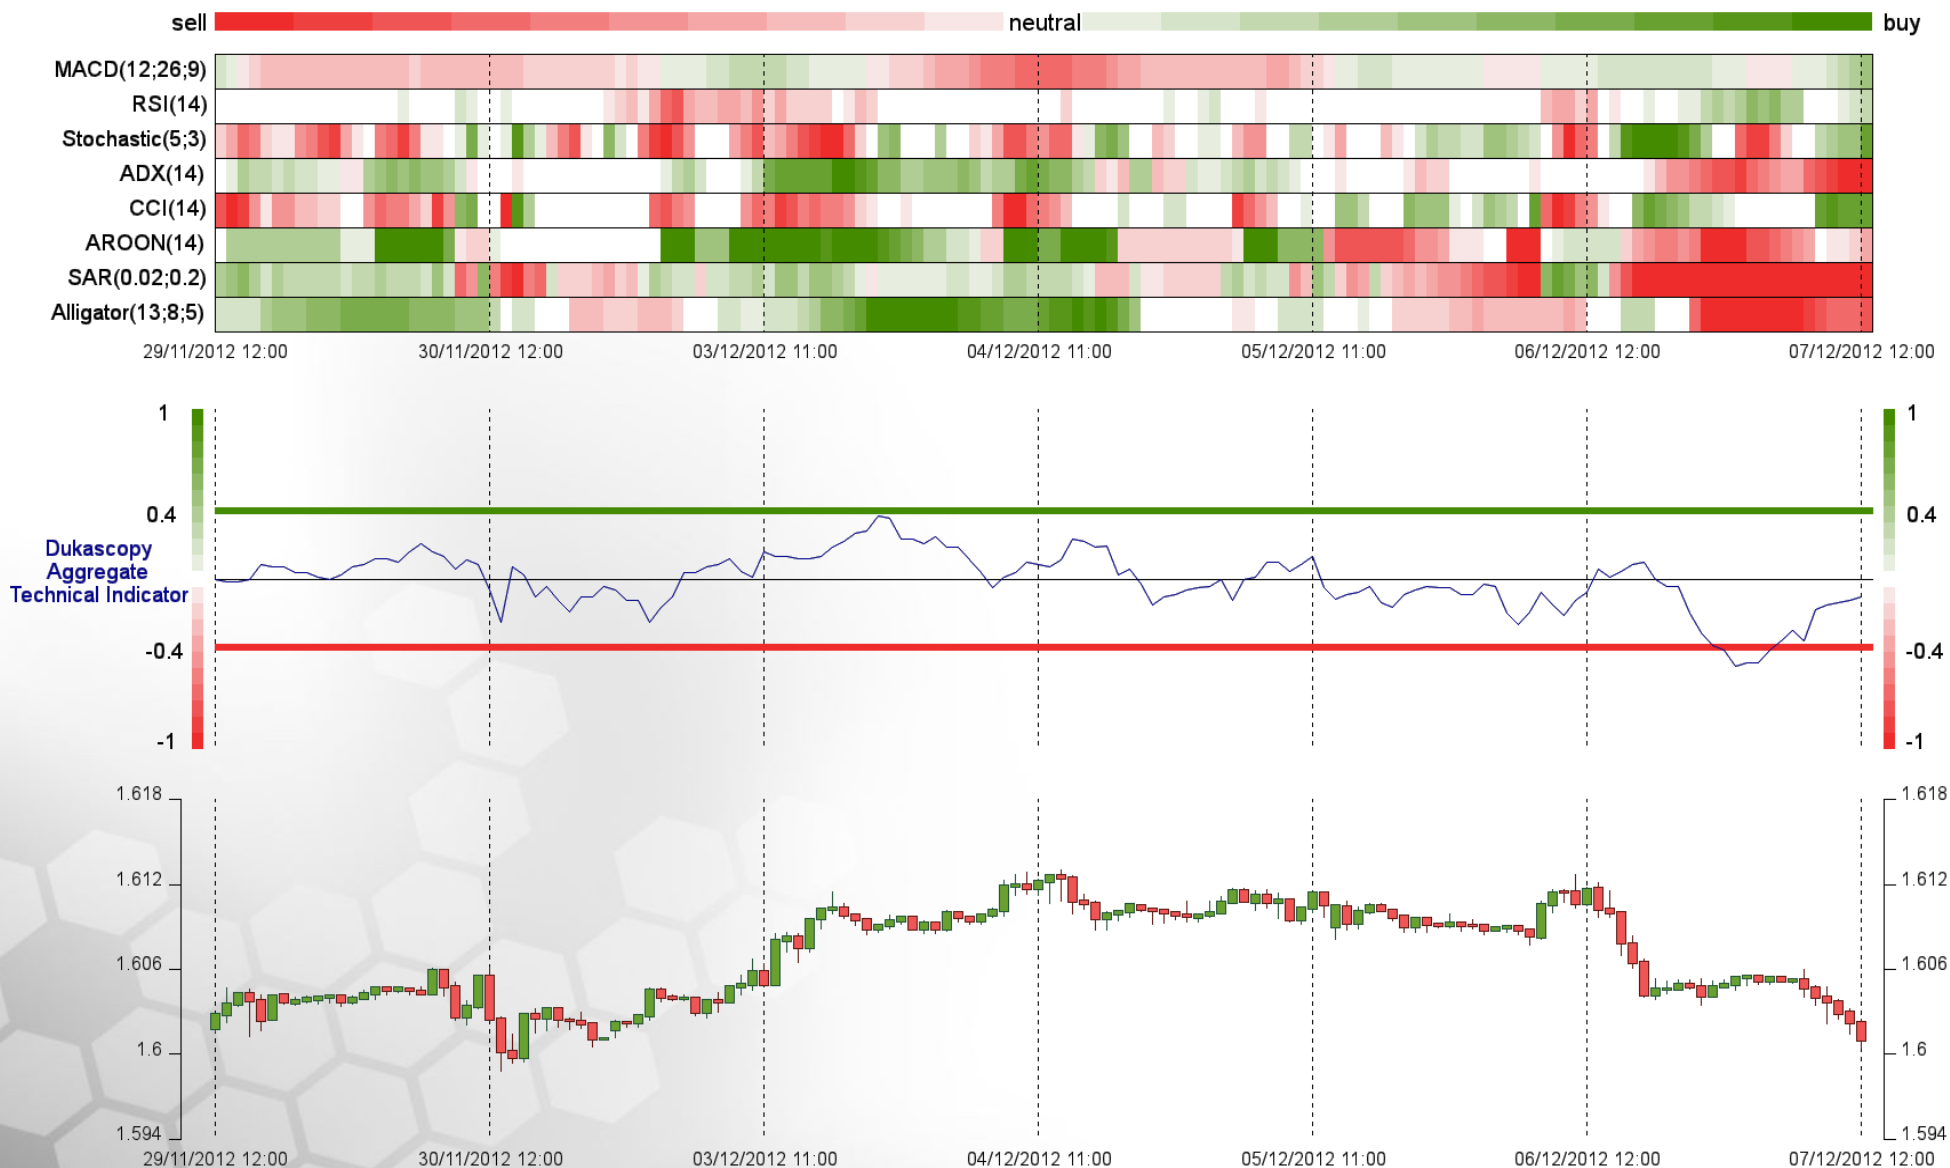 sell neutral buy
MACD(12;26;9)
RSI(14)
Stochastic(5;3)
ADX(14)
CCI(14)
AROON(14)
SAR(0.02;0.2)
Alligator(13;8;5)
29/11/2012 12:00 30/11/2012 12:00 03/12/2012 11:00 04/12/2012 11:00 05/12/2012 11:00 06/12/2012 12:00 07/12/2012 12:00
1 1
0.4 0.4
Dukascopy
Aggregate
Technical Indicator
-0.4 -0.4
-1 -1
1.618 1.618
1.612 1.612
1.606 1.606
1.6 1.6
1.594 1.594
29/11/2012 12:00 30/11/2012 12:00 03/12/2012 11:00 04/12/2012 11:00 05/12/2012 11:00 06/12/2012 12:00 07/12/2012 12:00